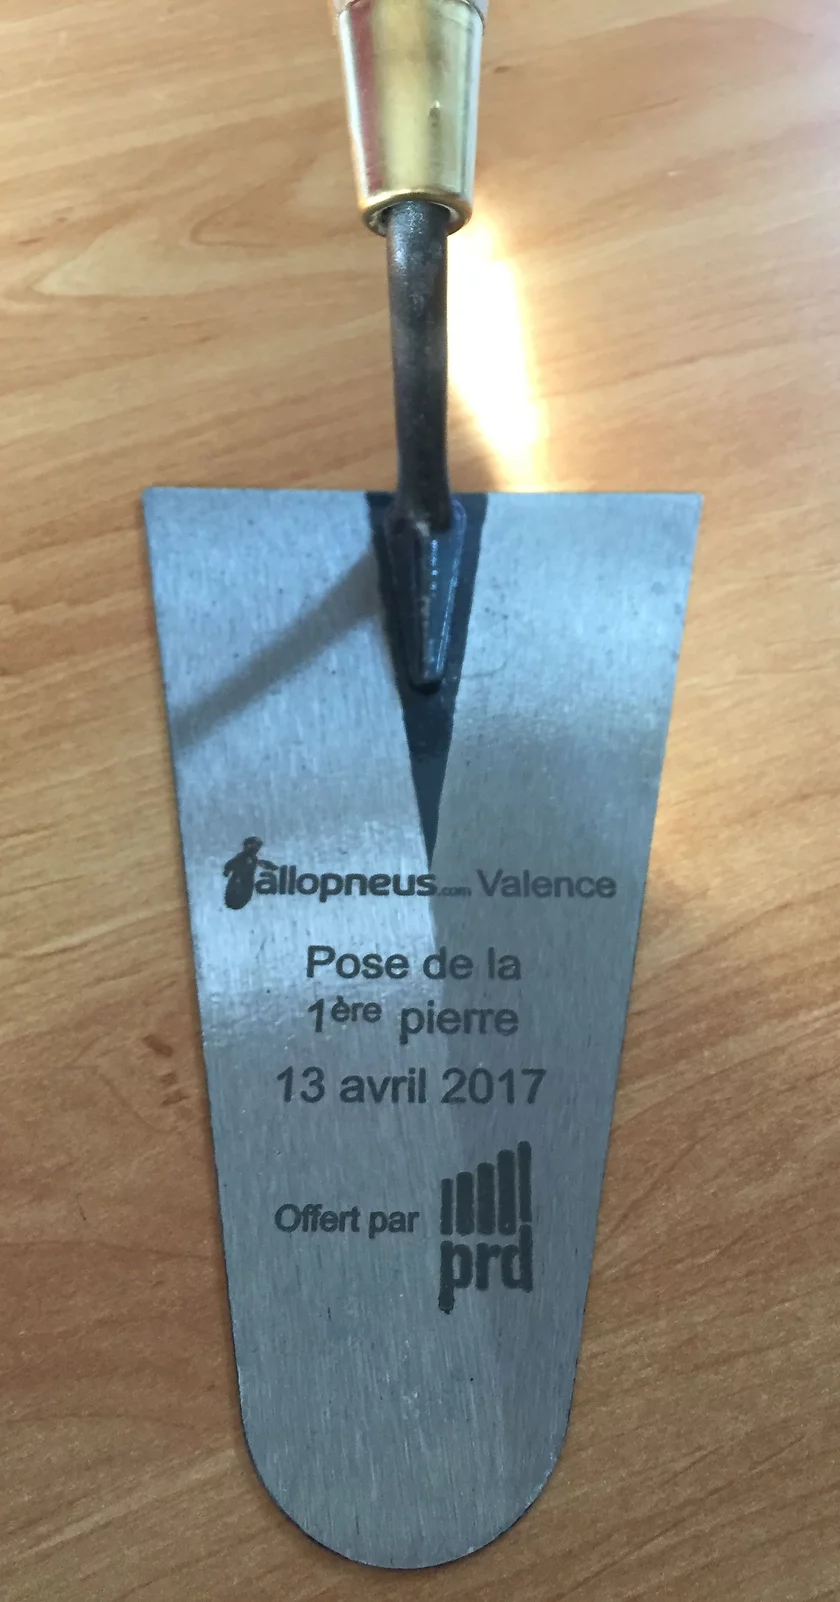 allopneus.com Valence
Pose de la
1ère pierre
13 avril 2017
Offert par prd